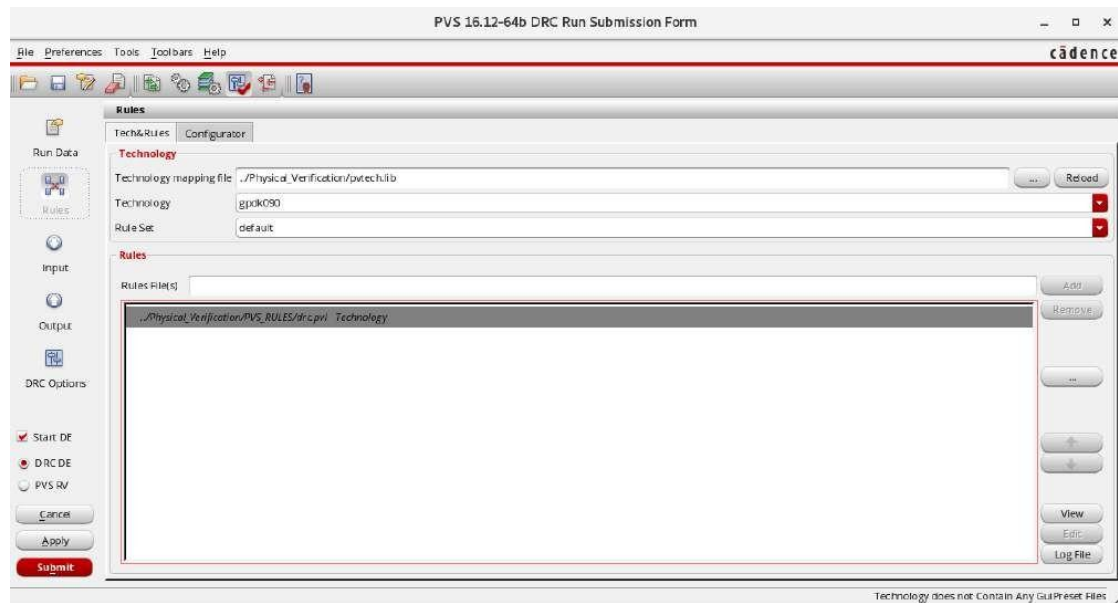 PVS 16.12-64b DRC Run Submission Form
File Preferences Tools Toolbars Help
cādence
Rules
Run Data
Rules
Input
Output
DRC Options
Start DE
DRC DE
PVS RV
Cancel
Apply
Submit
Tech&Rules Configurator
Technology
Technology mapping file ../Physical_Verification/pvtech.lib ... Reload
Technology gpdk090
Rule Set default
Rules
Rules File(s) Add
../Physical_Verification/PVS_RULES/drc.pvl Technology
Remove
...
View
Edit
Log File
Technology does not Contain Any GuiPreset Files